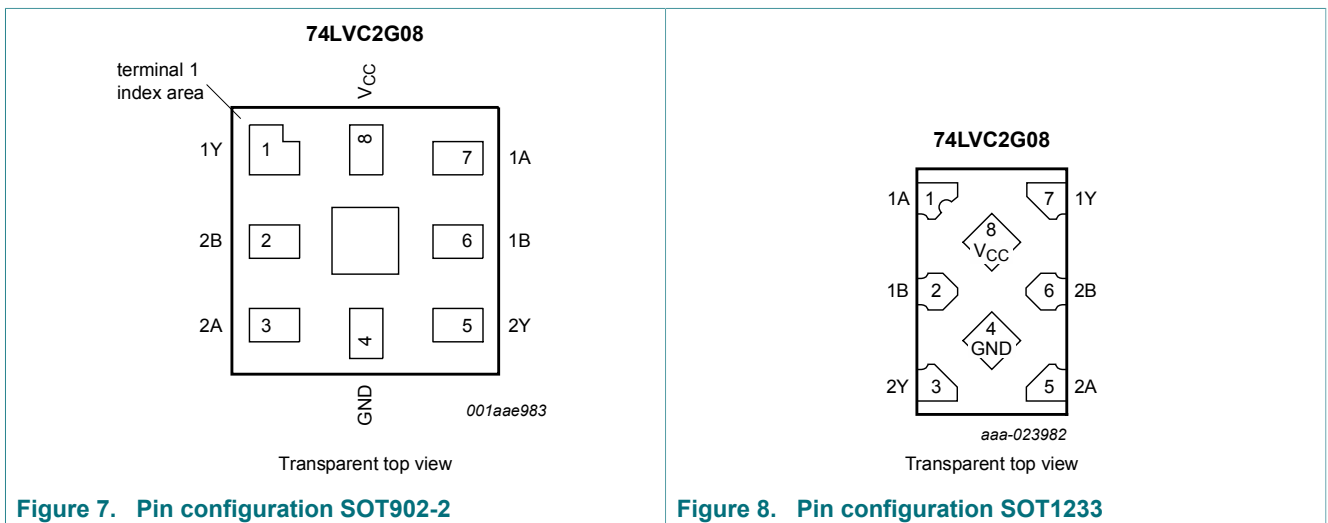 74LVC2G08
terminal 1
index area
VCC
1Y 1 8 7 1A
2B 2 6 1B
2A 3 4 5 2Y
GND
001aae983
Transparent top view
Figure 7. Pin configuration SOT902-2
74LVC2G08
1A 1 7 1Y
8
VCC
1B 2 6 2B
4
GND
2Y 3 5 2A
aaa-023982
Transparent top view
Figure 8. Pin configuration SOT1233